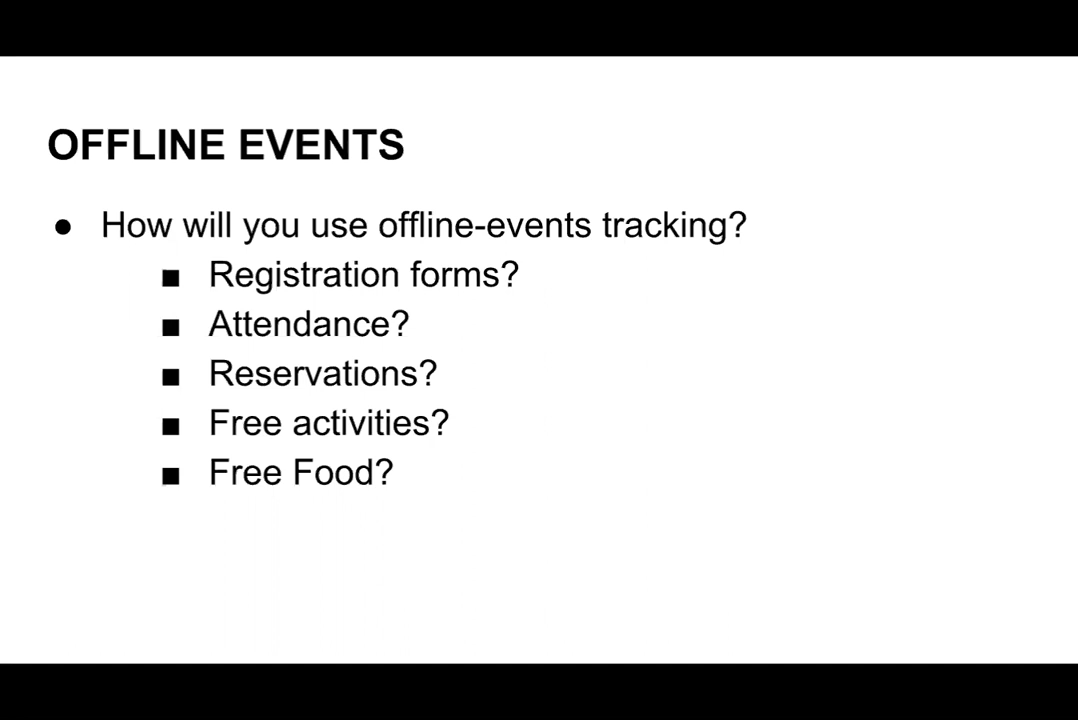 OFFLINE EVENTS
● How will you use offline-events tracking?
■ Registration forms?
■ Attendance?
■ Reservations?
■ Free activities?
■ Free Food?